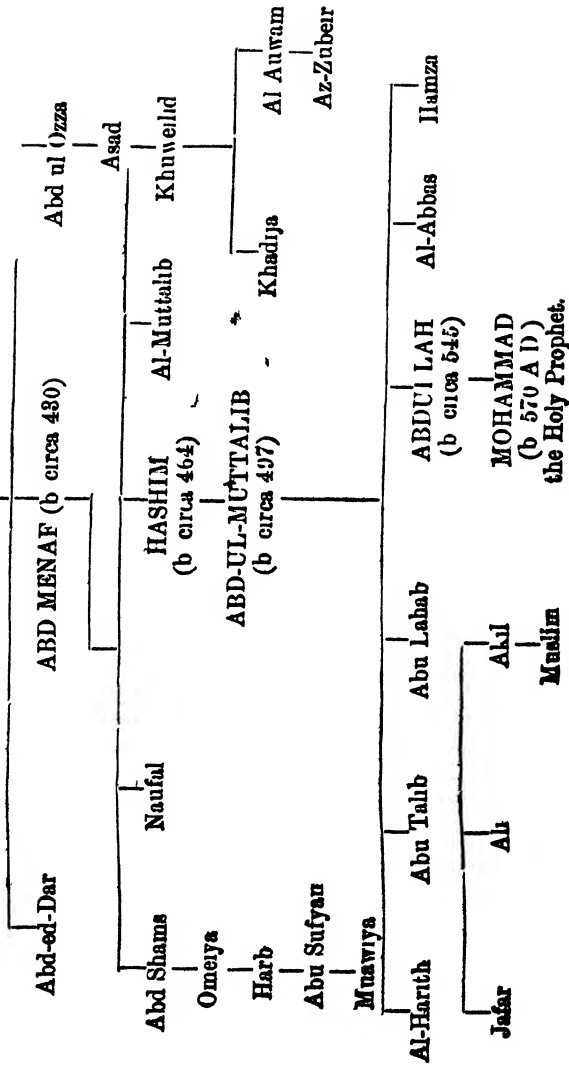 Abd-ed-Dar
ABD MENAF (b circa 430)
Abd ul Ozza
Asad
Abd Shams
Naufal
HASHIM
(b circa 464)
Al-Muttalib
Khuweilid
Omeiya
Harb
Abu Sufyan
Muawiya
ABD-UL-MUTTALIB
(b circa 497)
Khadija
Al Auwam
Az-Zubeir
Al-Harith
Abu Talib
Abu Lahab
ABDULLAH
(b circa 545)
Al-Abbas
Hamza
Jafar
Ali
Akil
Muslim
MOHAMMAD
(b 570 A D)
the Holy Prophet.